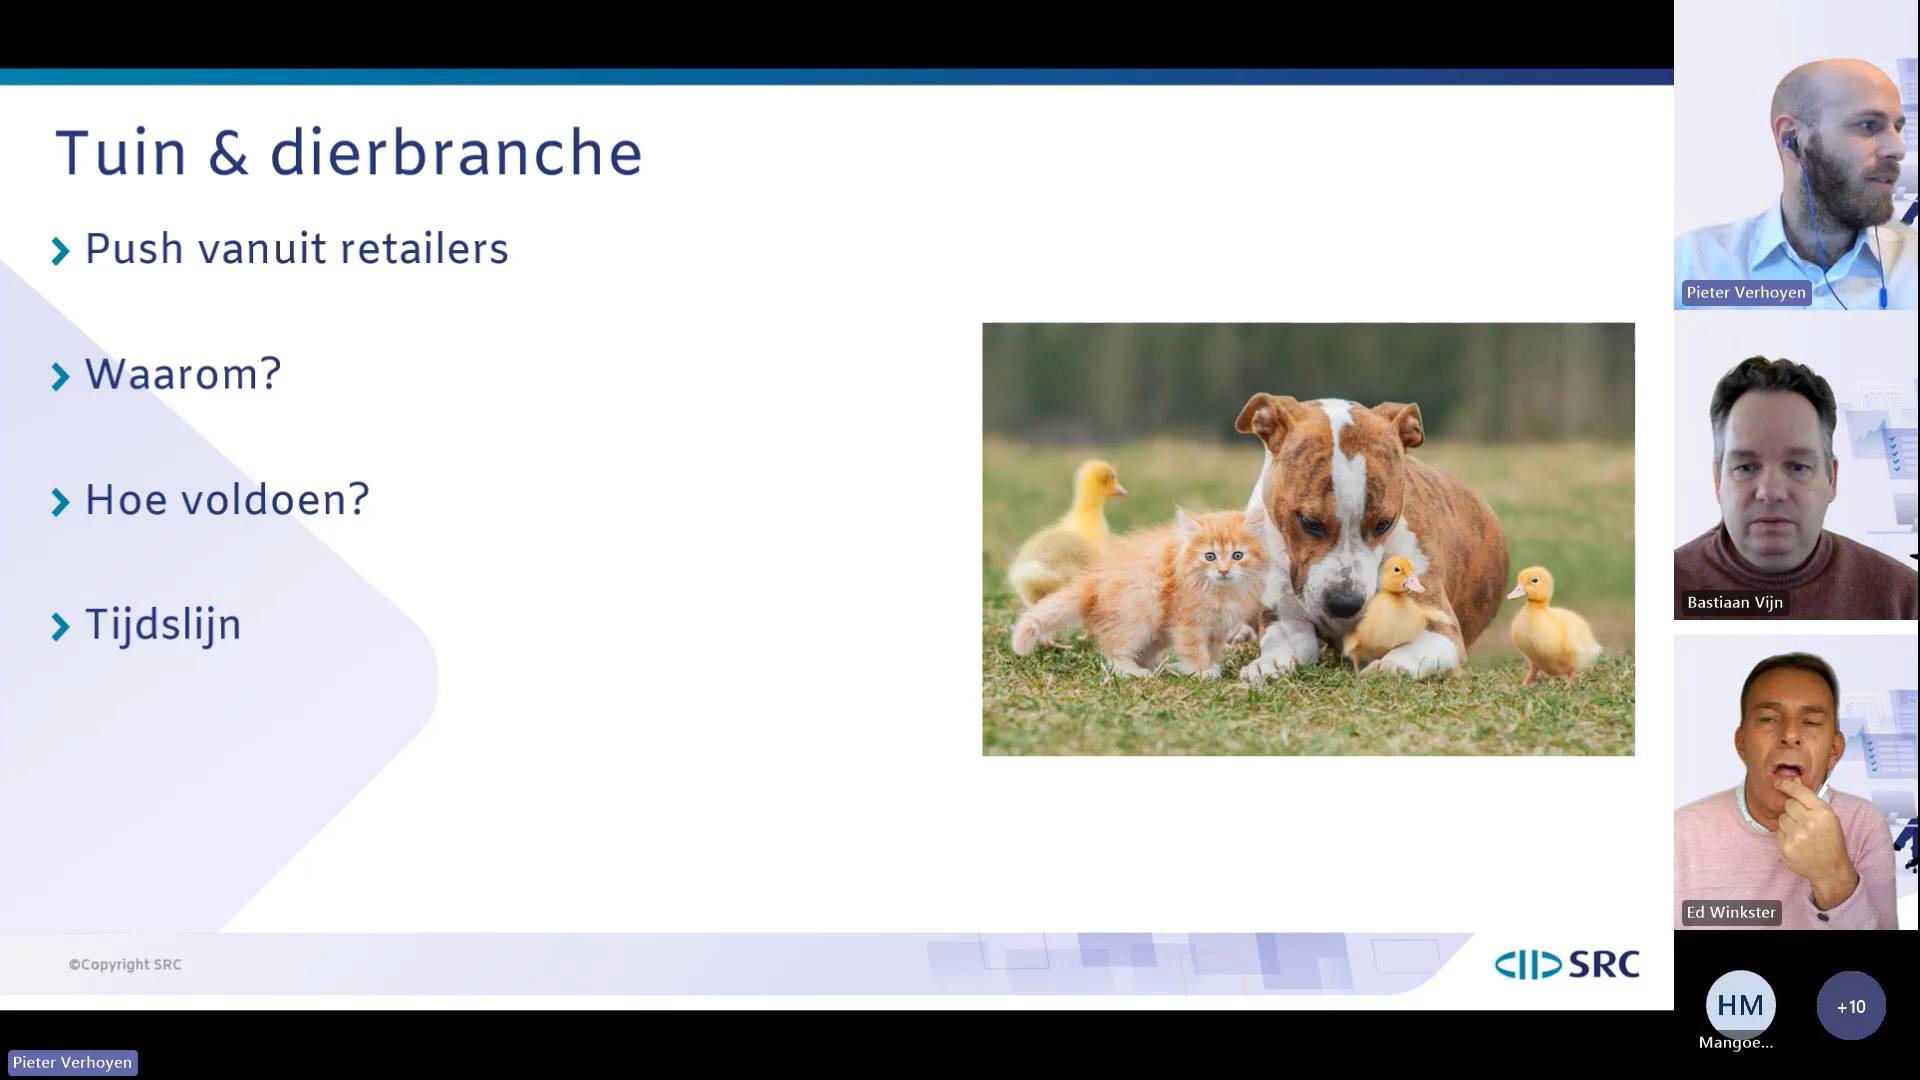 Tuin & dierbranche
Push vanuit retailers
Waarom?
Hoe voldoen?
Tijdslijn
©Copyright SRC
SRC
Pieter Verhoyen
Pieter Verhoyen
Bastiaan Vijn
Ed Winkster
HM
Mangoe...
+10